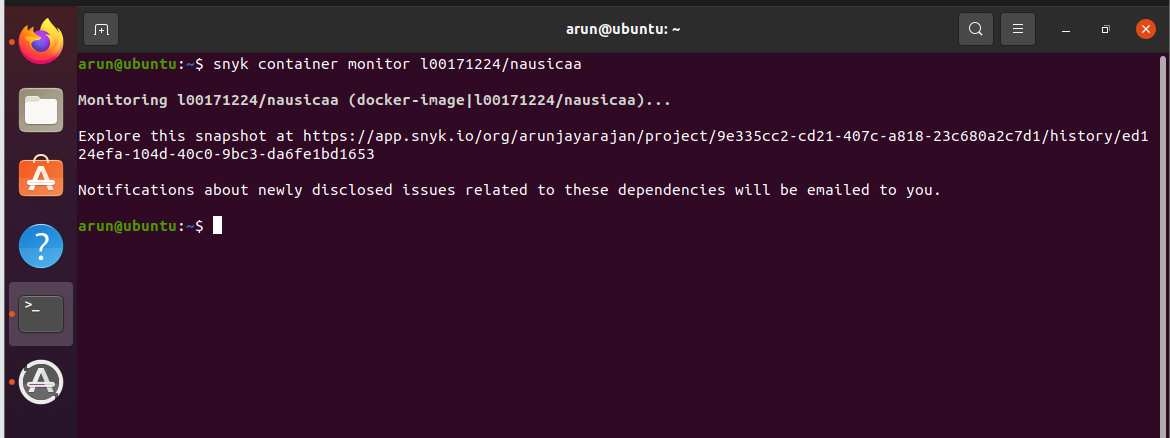 arun@ubuntu: ~
arun@ubuntu:~$ snyk container monitor l00171224/nausicaa
Monitoring l00171224/nausicaa (docker-image|l00171224/nausicaa)...
Explore this snapshot at https://app.snyk.io/org/arunjayarajan/project/9e335cc2-cd21-407c-a818-23c680a2c7d1/history/ed1
24efa-104d-40c0-9bc3-da6fe1bd1653
Notifications about newly disclosed issues related to these dependencies will be emailed to you.
arun@ubuntu:~$